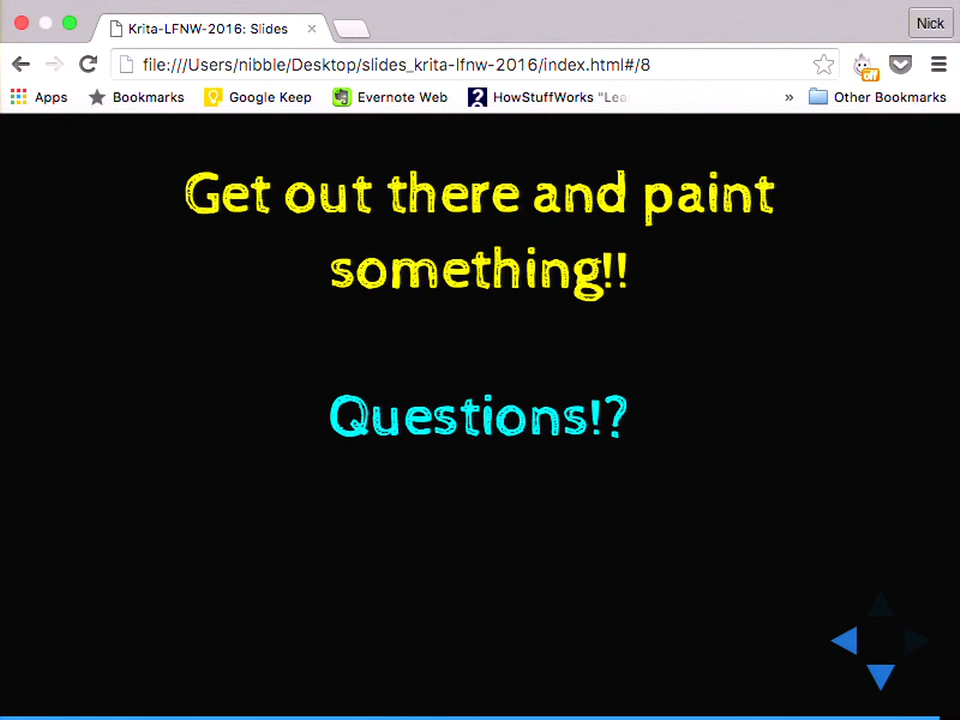 Krita-LFNW-2016: Slides
Nick
file:///Users/nibble/Desktop/slides_krita-lfnw-2016/index.html#/8
off
Apps Bookmarks Google Keep Evernote Web HowStuffWorks "Lea » Other Bookmarks
Get out there and paint
something!!
Questions!?